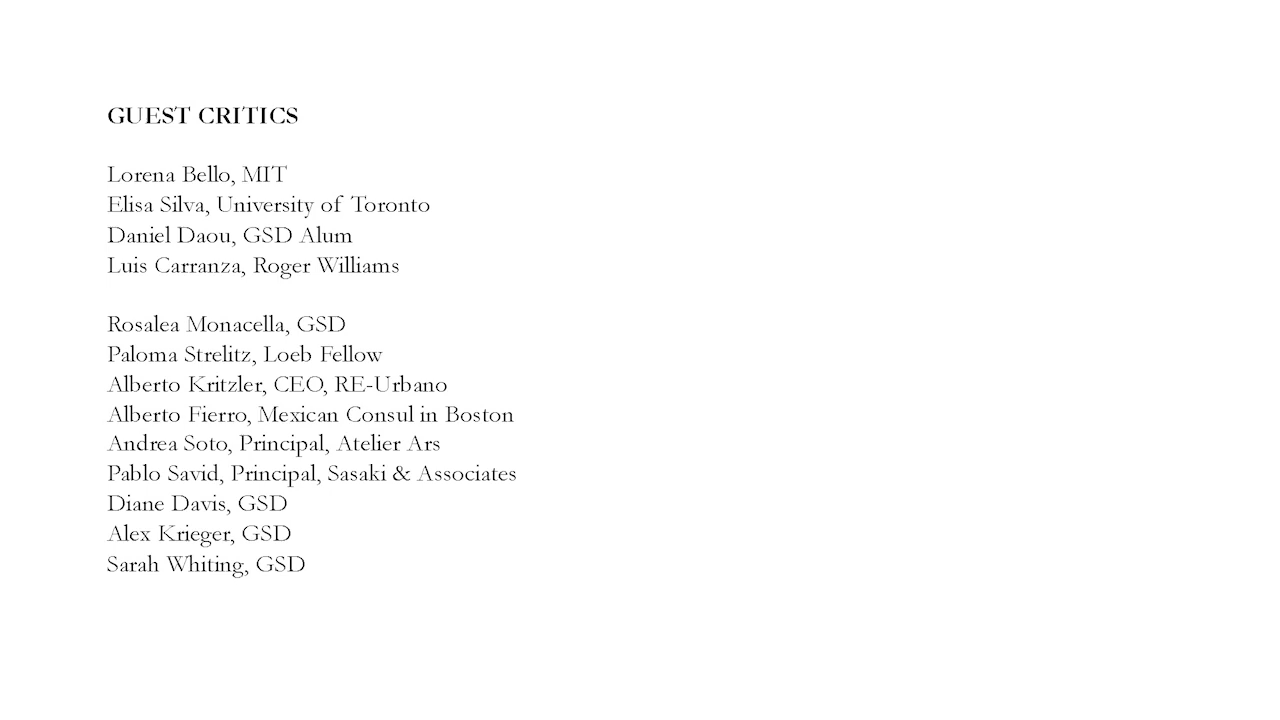 GUEST CRITICS
Lorena Bello, MIT
Elisa Silva, University of Toronto
Daniel Daou, GSD Alum
Luis Carranza, Roger Williams
Rosalea Monacella, GSD
Paloma Strelitz, Loeb Fellow
Alberto Kritzler, CEO, RE-Urbano
Alberto Fierro, Mexican Consul in Boston
Andrea Soto, Principal, Atelier Ars
Pablo Savid, Principal, Sasaki & Associates
Diane Davis, GSD
Alex Krieger, GSD
Sarah Whiting, GSD